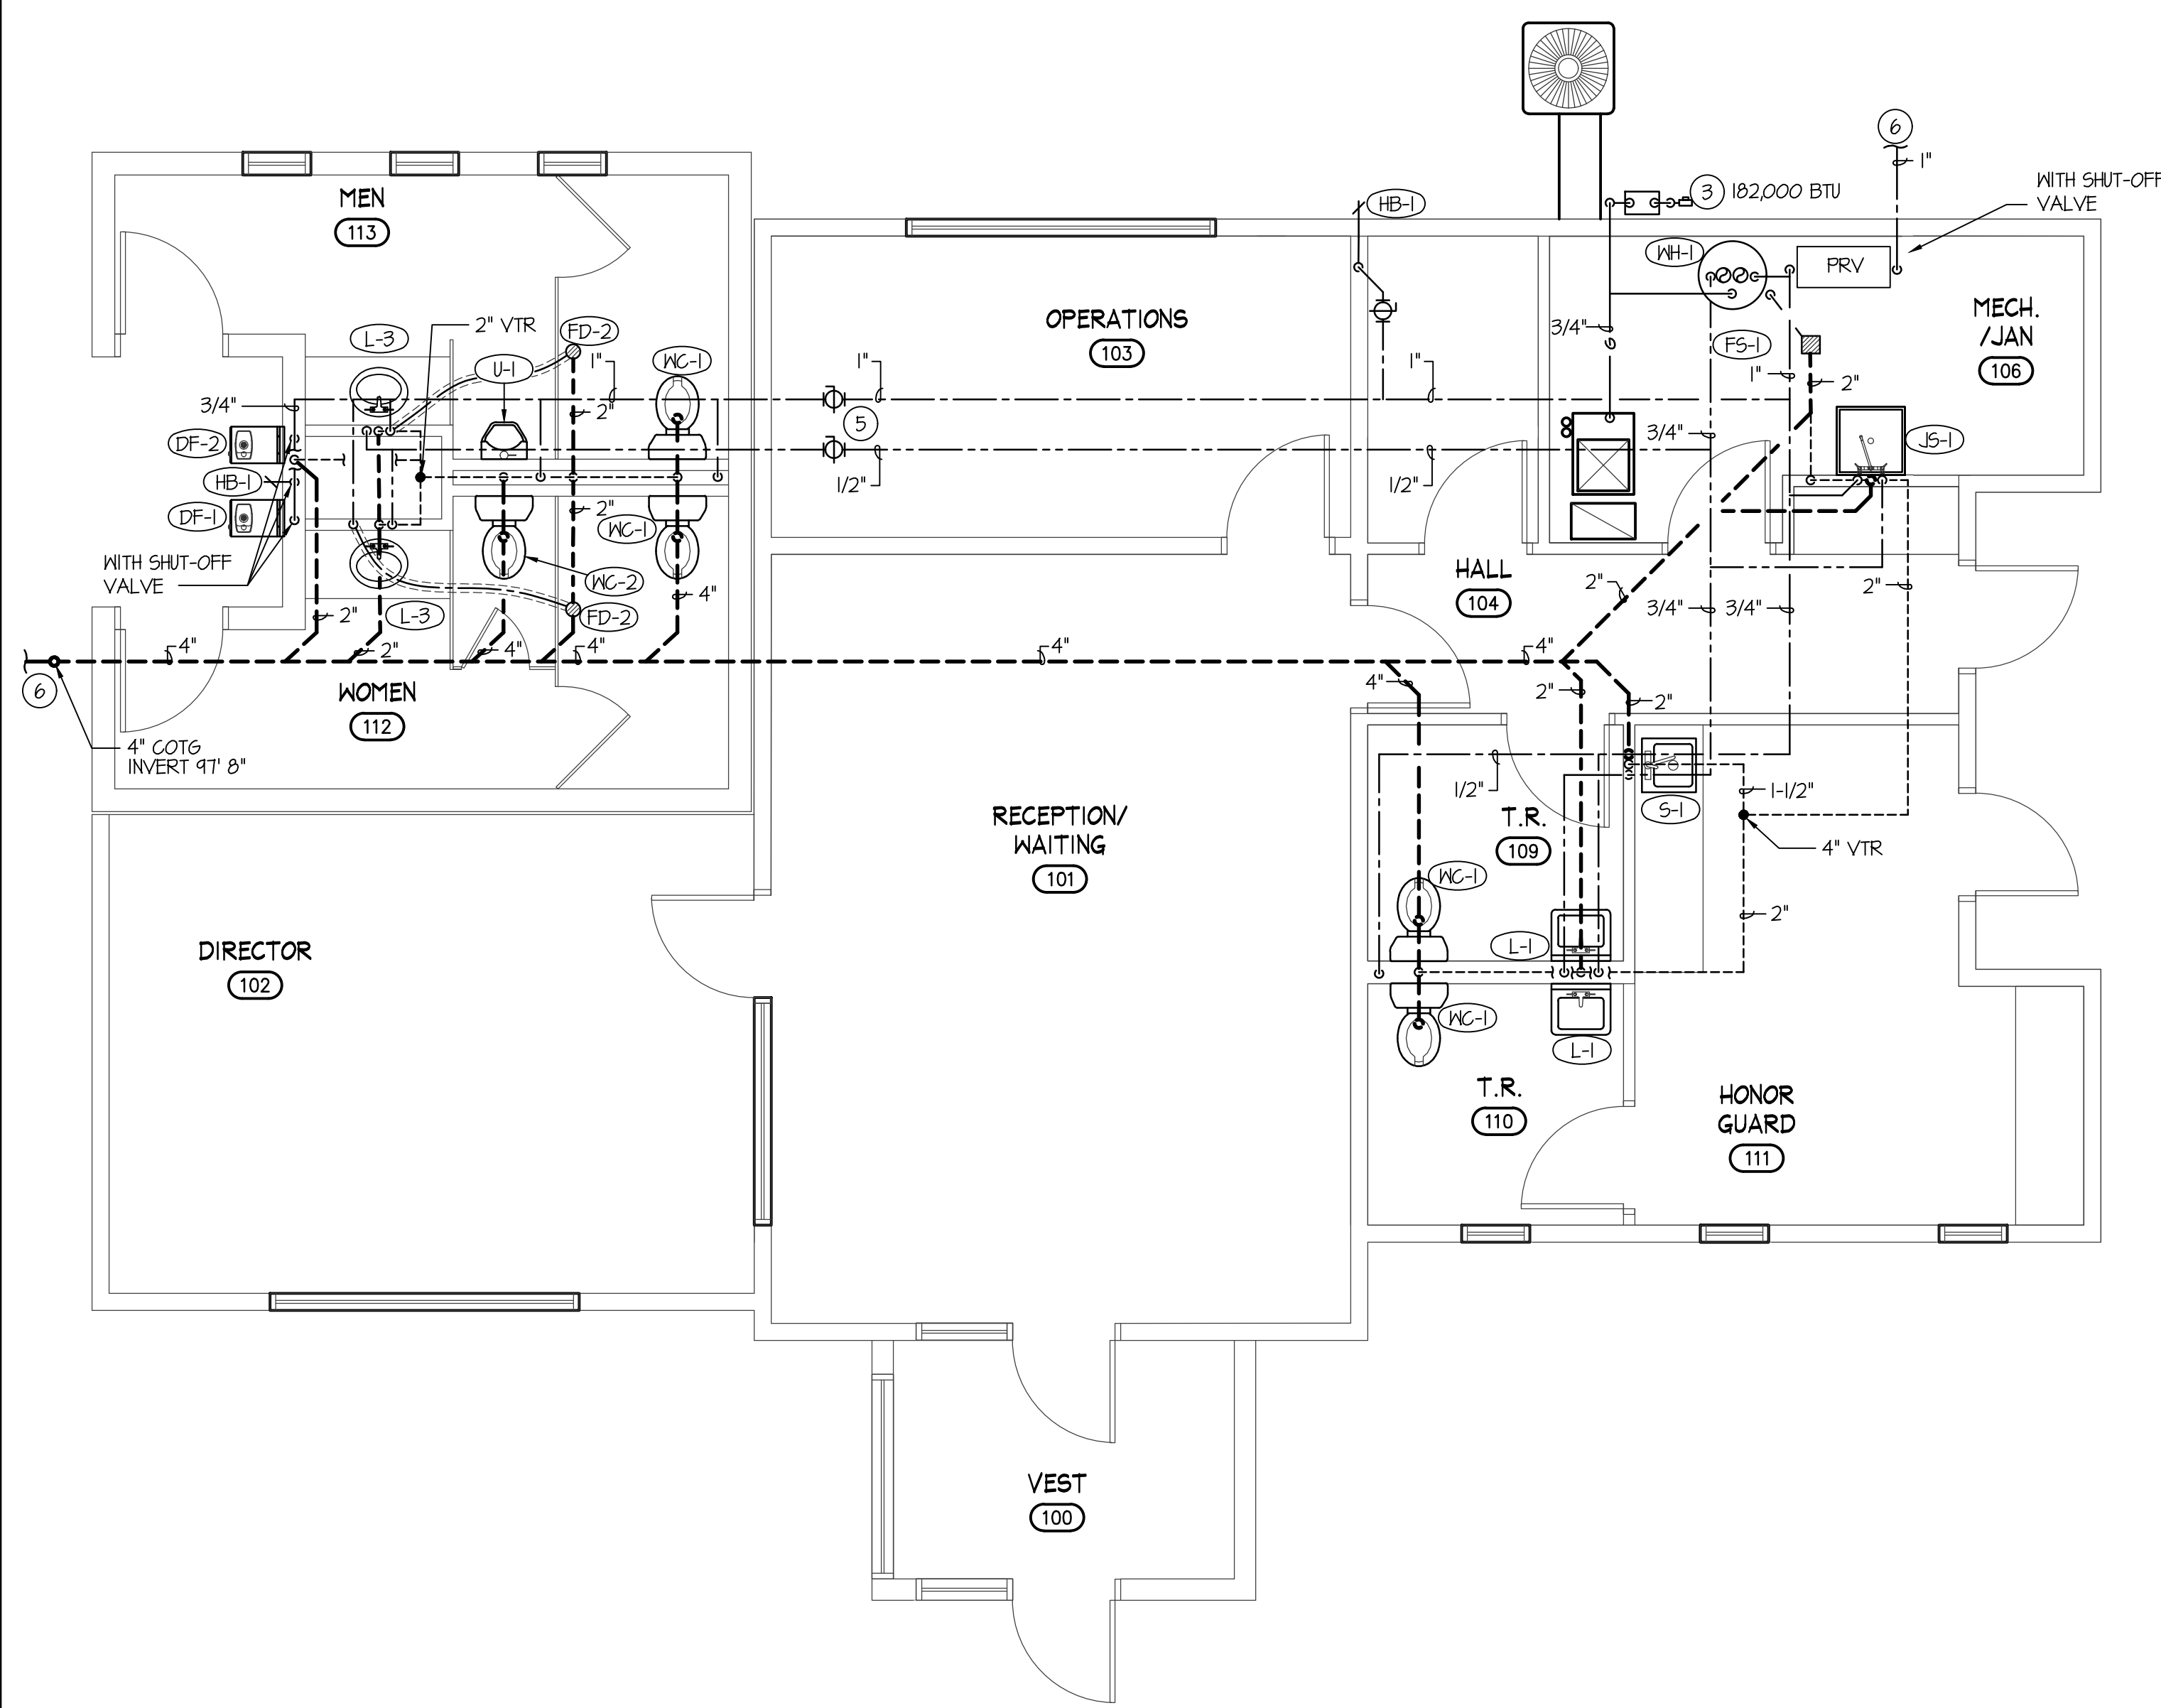 6
1"
WITH SHUT-OFF
VALVE
3
182,000 BTU
HB-1
WH-1
PRV
MEN
113
OPERATIONS
103
MECH.
/JAN
106
3/4"
FS-1
1"
2"
2" VTR
FD-2
L-3
U-1
1"
WC-1
1"
1"
3/4"
2"
5
DF-2
3/4"
JS-1
HB-1
1/2"
1/2"
DF-1
2"
WC-1
WITH SHUT-OFF
VALVE
WC-2
HALL
104
2"
2"
4"
3/4"
3/4"
L-3
2"
FD-2
4"
2"
4"
4"
4"
4"
6
WOMEN
112
4"
2"
2"
4" COTG
INVERT 97' 8"
1/2"
S-1
1-1/2"
RECEPTION/
WAITING
101
T.R.
109
4" VTR
WC-1
2"
DIRECTOR
102
L-1
WC-1
L-1
T.R.
110
HONOR
GUARD
111
VEST
100